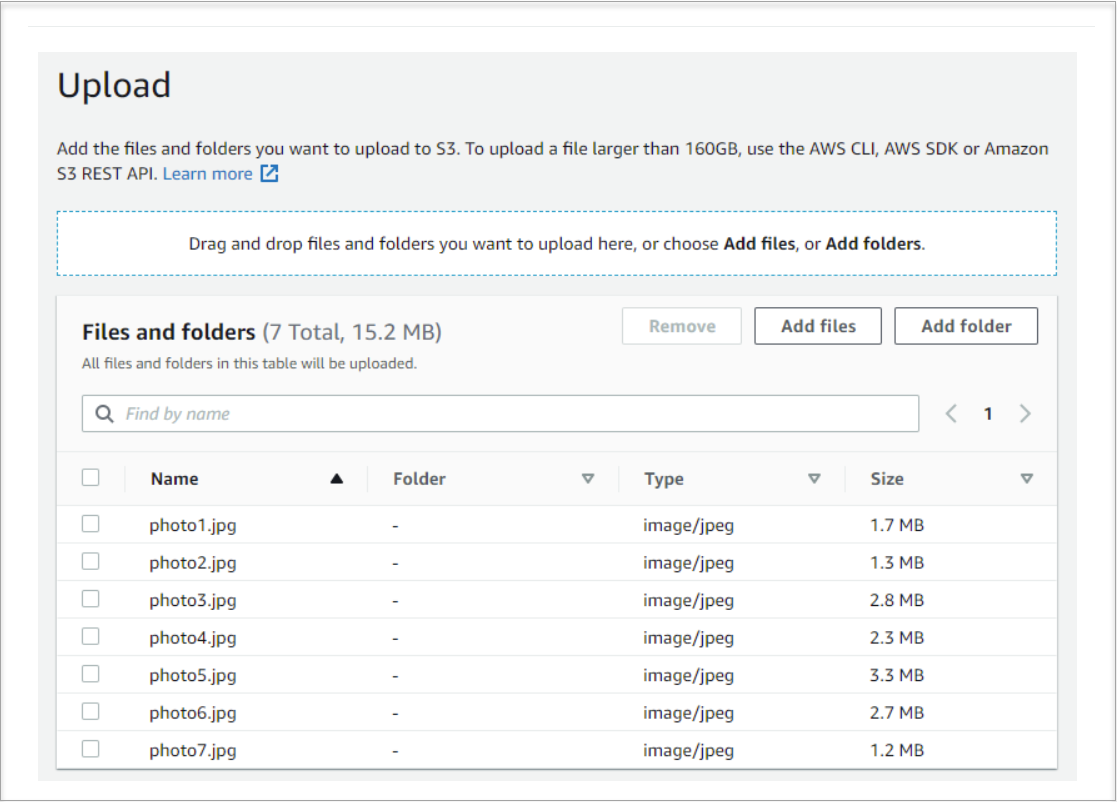 Upload
Add the files and folders you want to upload to S3. To upload a file larger than 160GB, use the AWS CLI, AWS SDK or Amazon
S3 REST API. Learn more
Drag and drop files and folders you want to upload here, or choose Add files, or Add folders.
Files and folders (7 Total, 15.2 MB) Remove Add files Add folder
All files and folders in this table will be uploaded.
Find by name 1
Name Folder Type Size
photo1.jpg - image/jpeg 1.7 MB
photo2.jpg - image/jpeg 1.3 MB
photo3.jpg - image/jpeg 2.8 MB
photo4.jpg - image/jpeg 2.3 MB
photo5.jpg - image/jpeg 3.3 MB
photo6.jpg - image/jpeg 2.7 MB
photo7.jpg - image/jpeg 1.2 MB